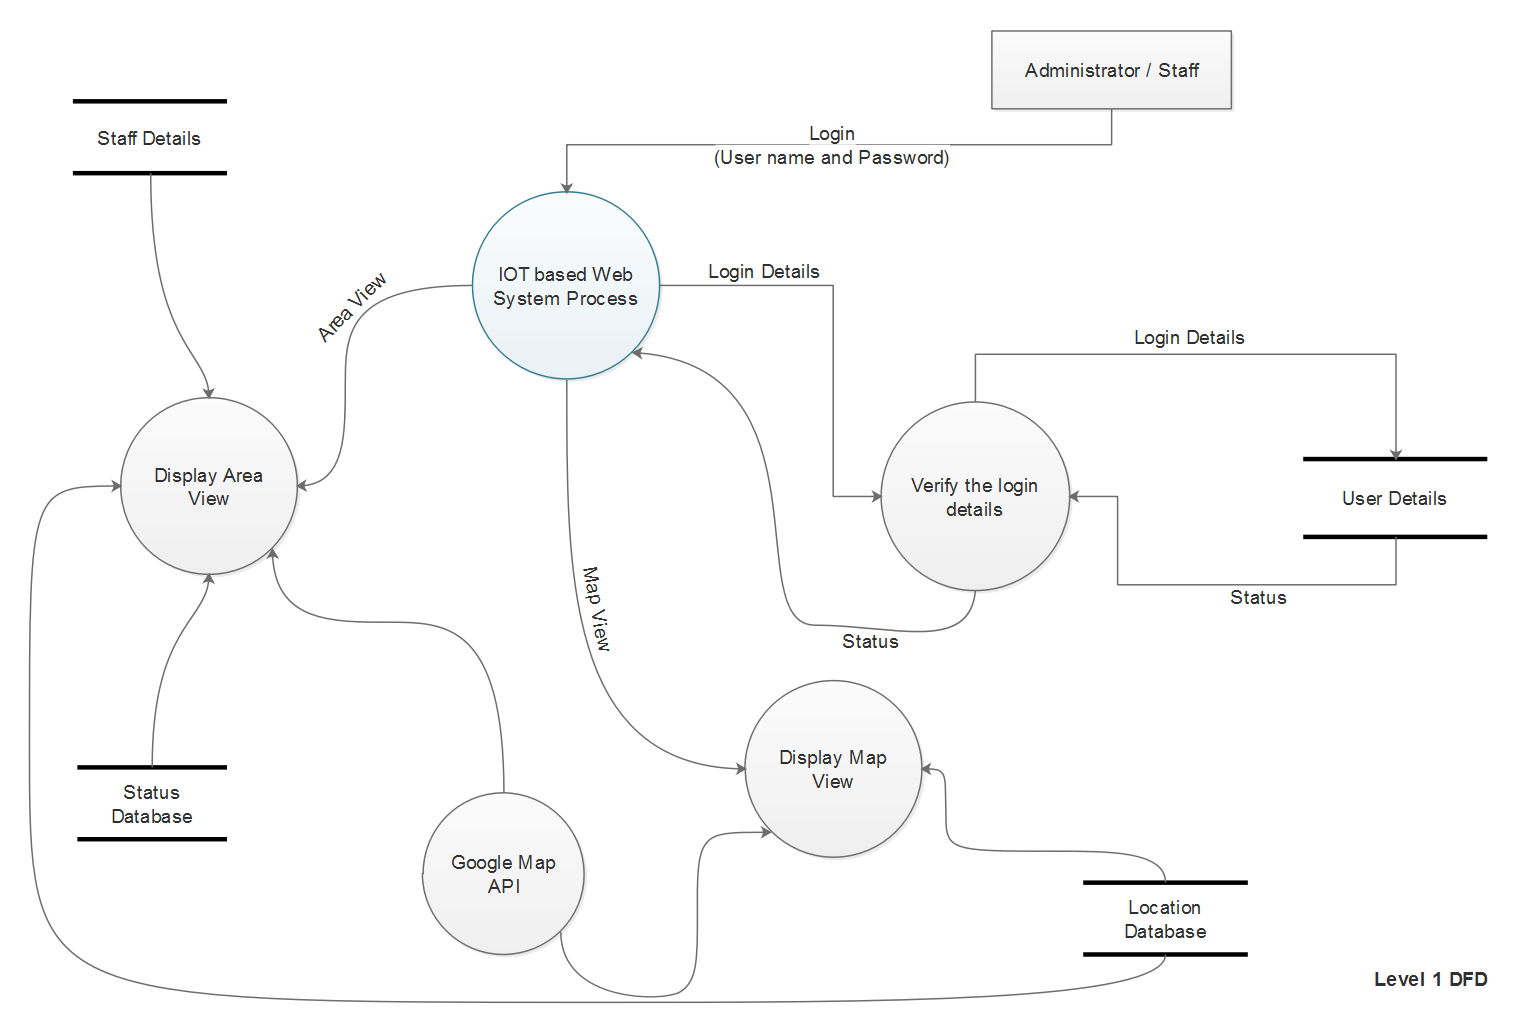 Administrator / Staff
Staff Details
Login
(User name and Password)
IOT based Web
System Process
Login Details
Area View
Login Details
Display Area
View
Verify the login
details
User Details
Map View
Status
Status
Display Map
View
Status
Database
Google Map
API
Location
Database
Level 1 DFD